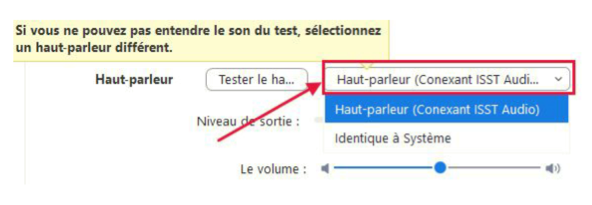 Si vous ne pouvez pas entendre le son du test, sélectionnez
un haut-parleur différent.
Haut-parleur
Tester le ha...
Haut-parleur (Conexant ISST Audi...
Haut-parleur (Conexant ISST Audio)
Niveau de sortie :
Identique à Système
Le volume :